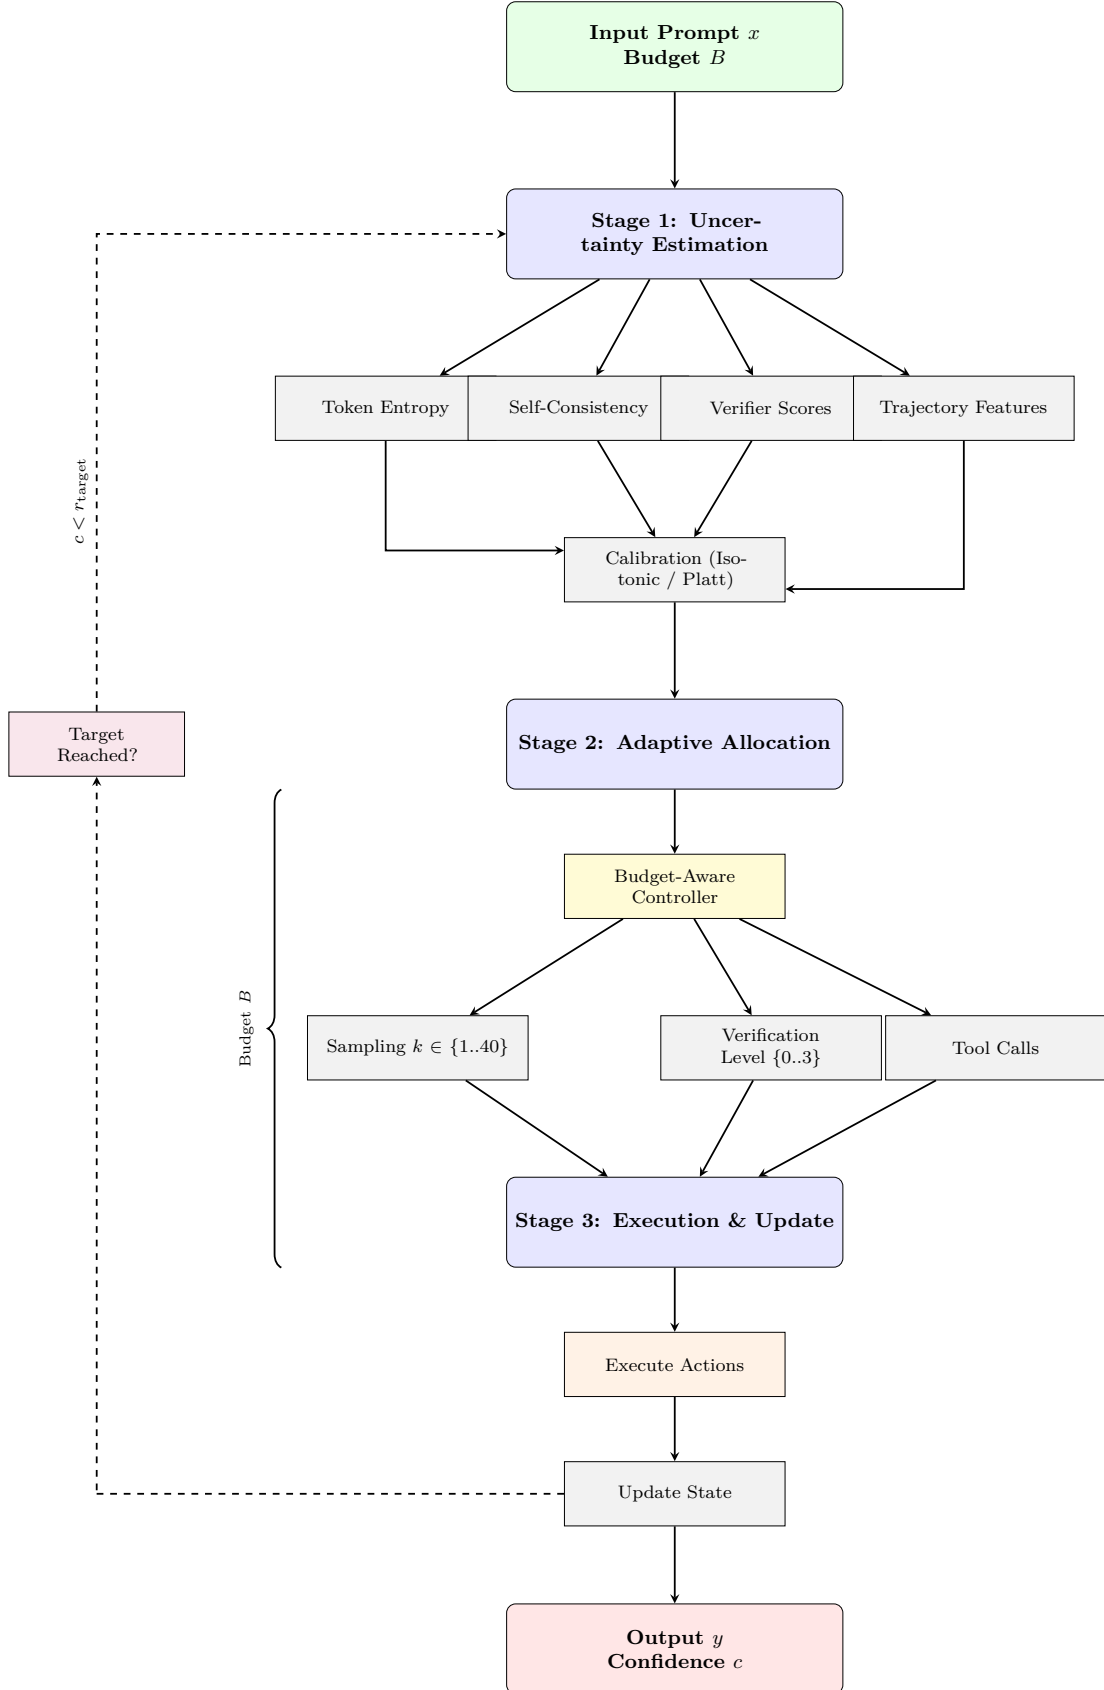 Input Prompt x
Budget B
Stage 1: Uncer-
tainty Estimation
Token Entropy
Self-Consistency
Verifier Scores
Trajectory Features
c < r_target
Calibration (Iso-
tonic / Platt)
Target
Reached?
Stage 2: Adaptive Allocation
Budget-Aware
Controller
Budget B
Sampling k ∈ {1..40}
Verification
Level {0..3}
Tool Calls
Stage 3: Execution & Update
Execute Actions
Update State
Output y
Confidence c